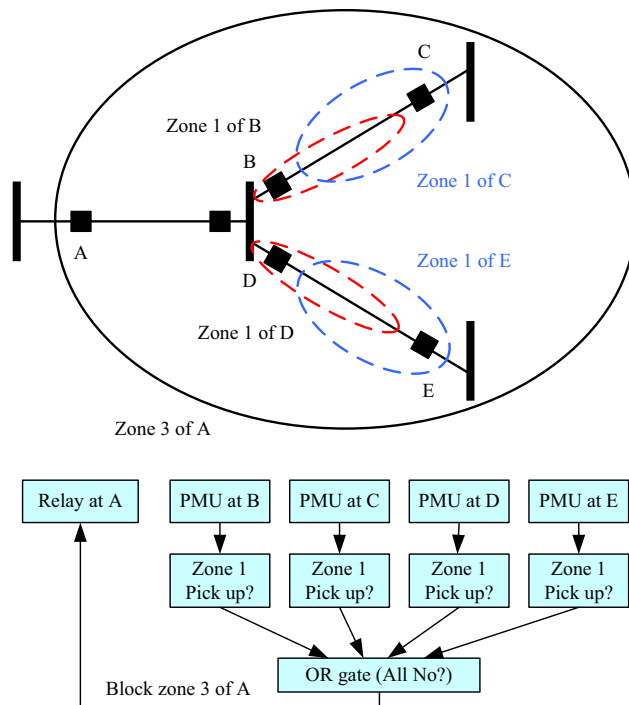 C
Zone 1 of B
B
Zone 1 of C
A
Zone 1 of E
D
Zone 1 of D
E
Zone 3 of A
Relay at A
PMU at B
PMU at C
PMU at D
PMU at E
Zone 1
Pick up?
Zone 1
Pick up?
Zone 1
Pick up?
Zone 1
Pick up?
OR gate (All No?)
Block zone 3 of A